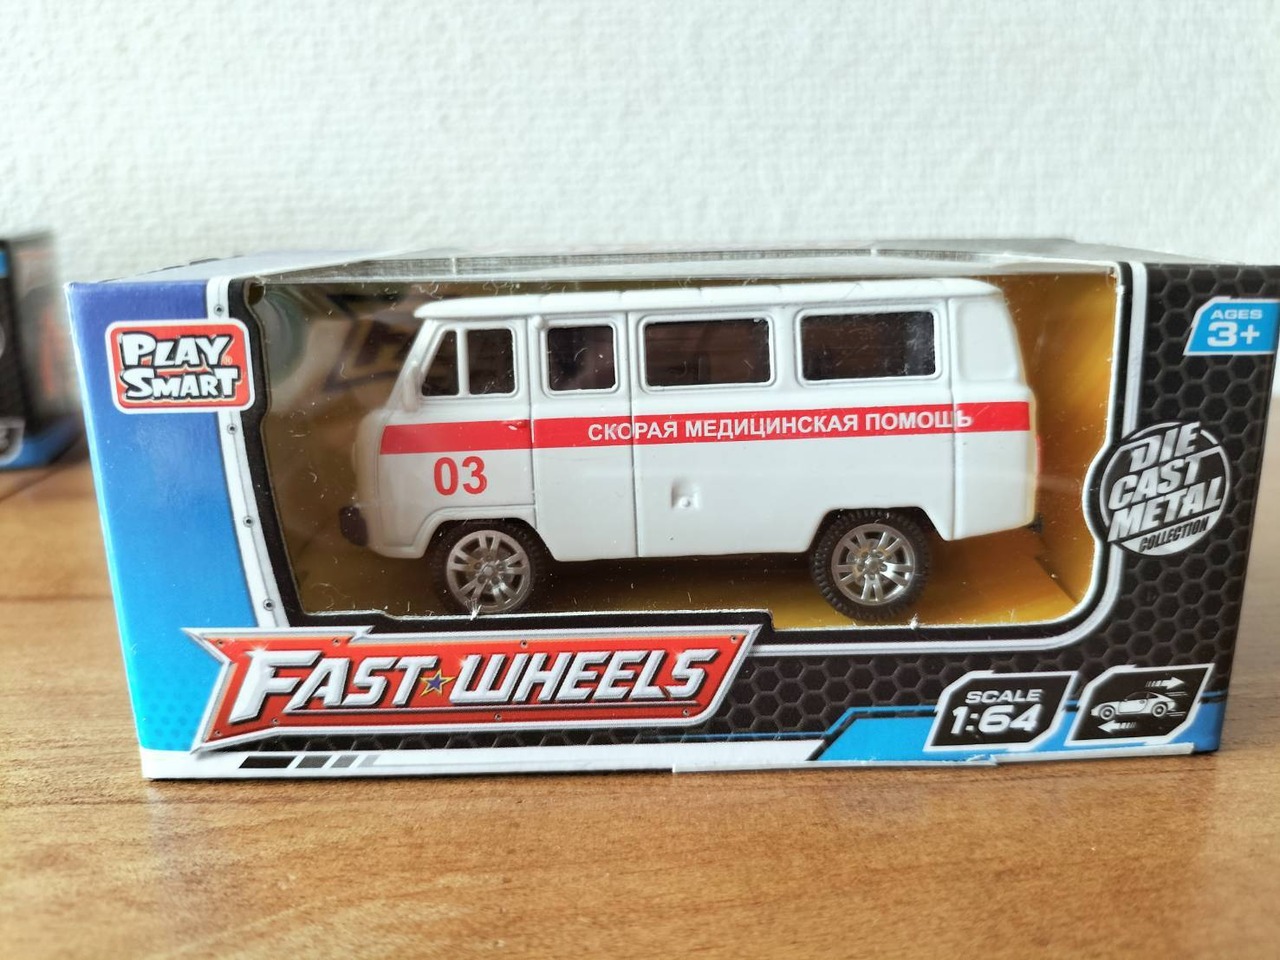 PLAY
SMART
AGES
3+
СКОРАЯ МЕДИЦИНСКАЯ ПОМОЩЬ
03
DIE
CAST
METAL
COLLECTION
FAST WHEELS
SCALE
1:64